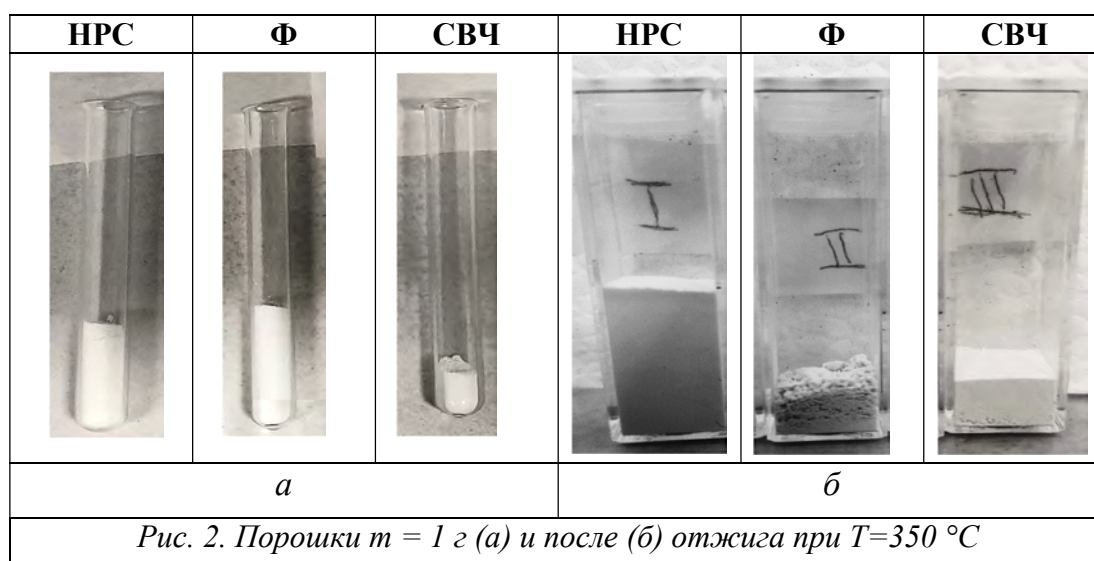 НРС Ф СВЧ НРС Ф СВЧ
I II III
а б
Рис. 2. Порошки m = 1 г (а) и после (б) отжига при T=350 °C